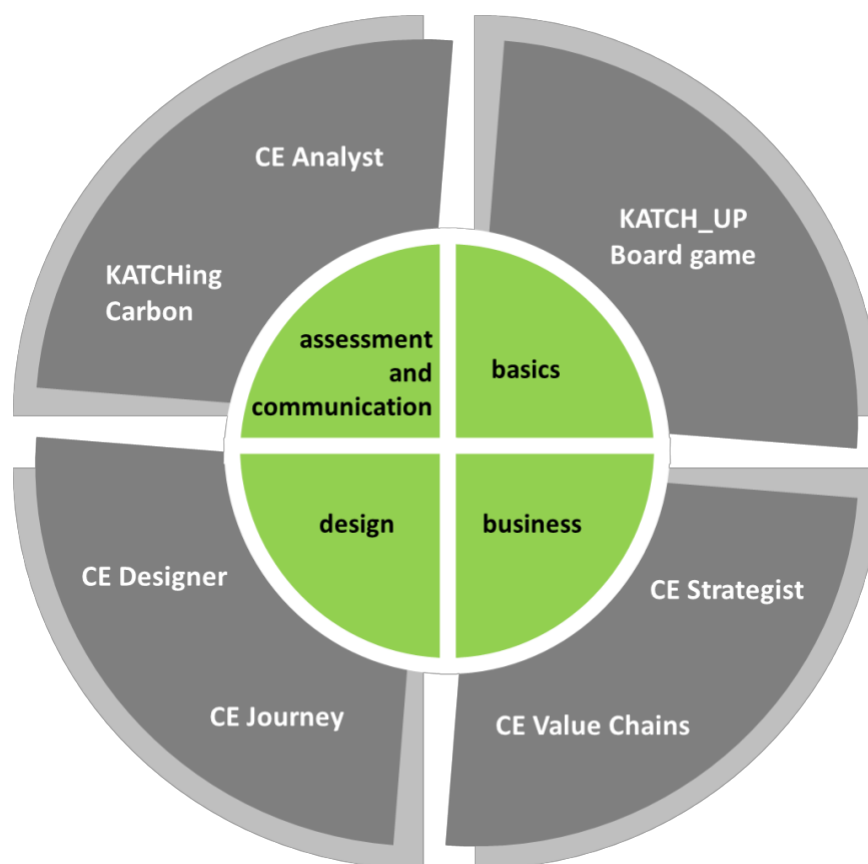 CE Analyst
KATCHing
Carbon
KATCH_UP
Board game
assessment
and
communication
basics
design
business
CE Designer
CE Journey
CE Strategist
CE Value Chains